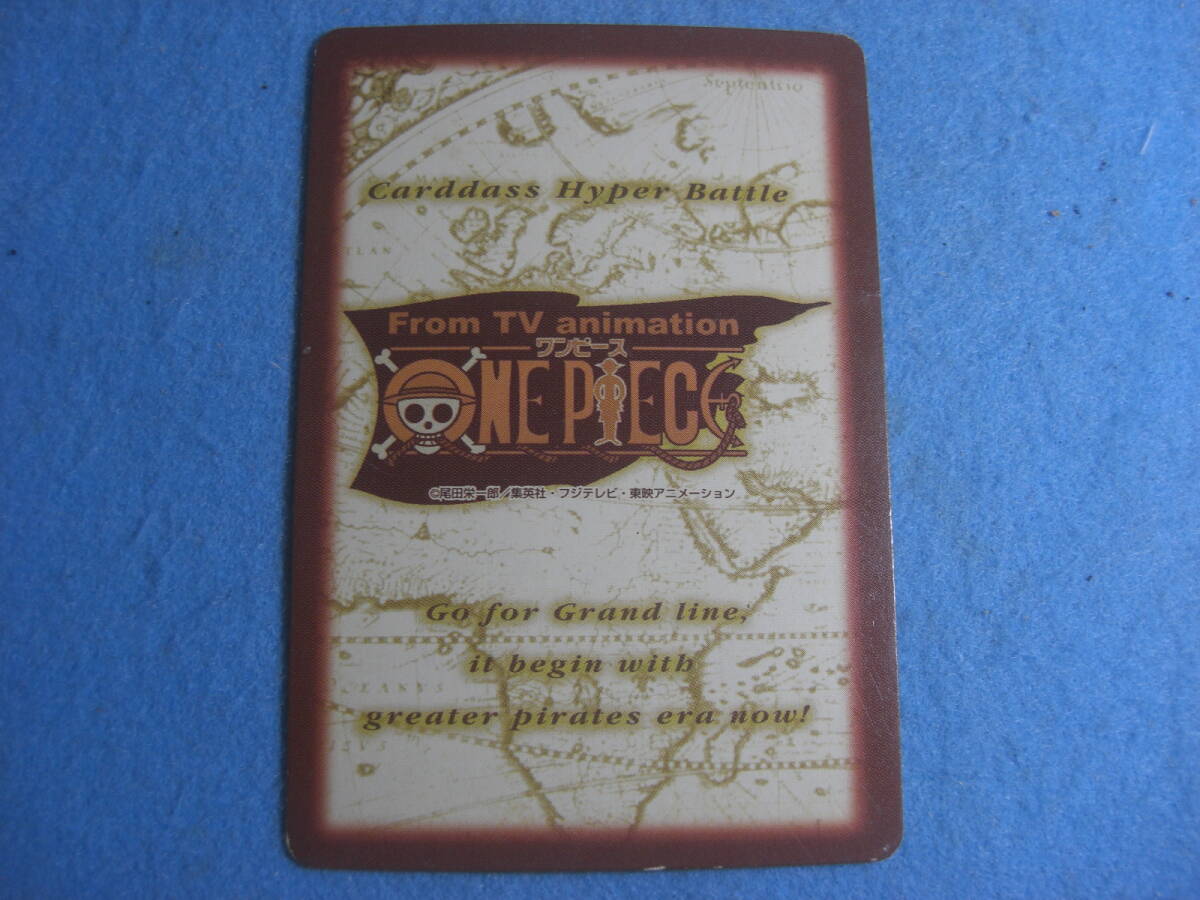 Septentrio
Carddass Hyper Battle
From TV animation
ワンピース
ONE PIECE
©尾田栄一郎/集英社・フジテレビ・東映アニメーション
Go for Grand line,
it begin with
greater pirates era now!